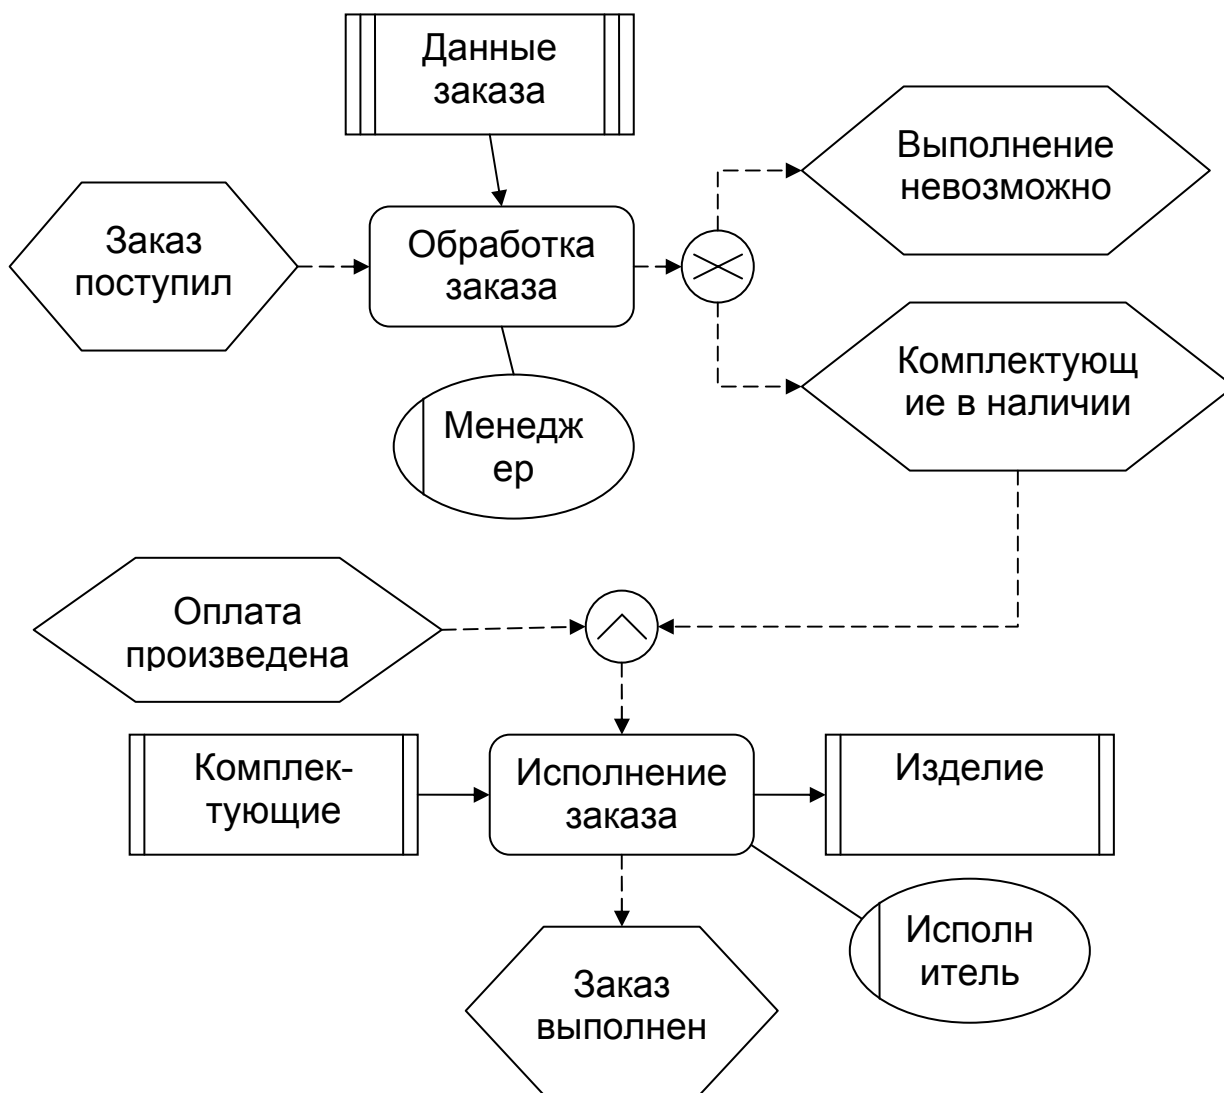 Данные
заказа
Выполнение
невозможно
Заказ
поступил
Обработка
заказа
Комплектующ
ие в наличии
Менедж
ер
Оплата
произведена
Комплек-
тующие
Исполнение
заказа
Изделие
Исполн
итель
Заказ
выполнен